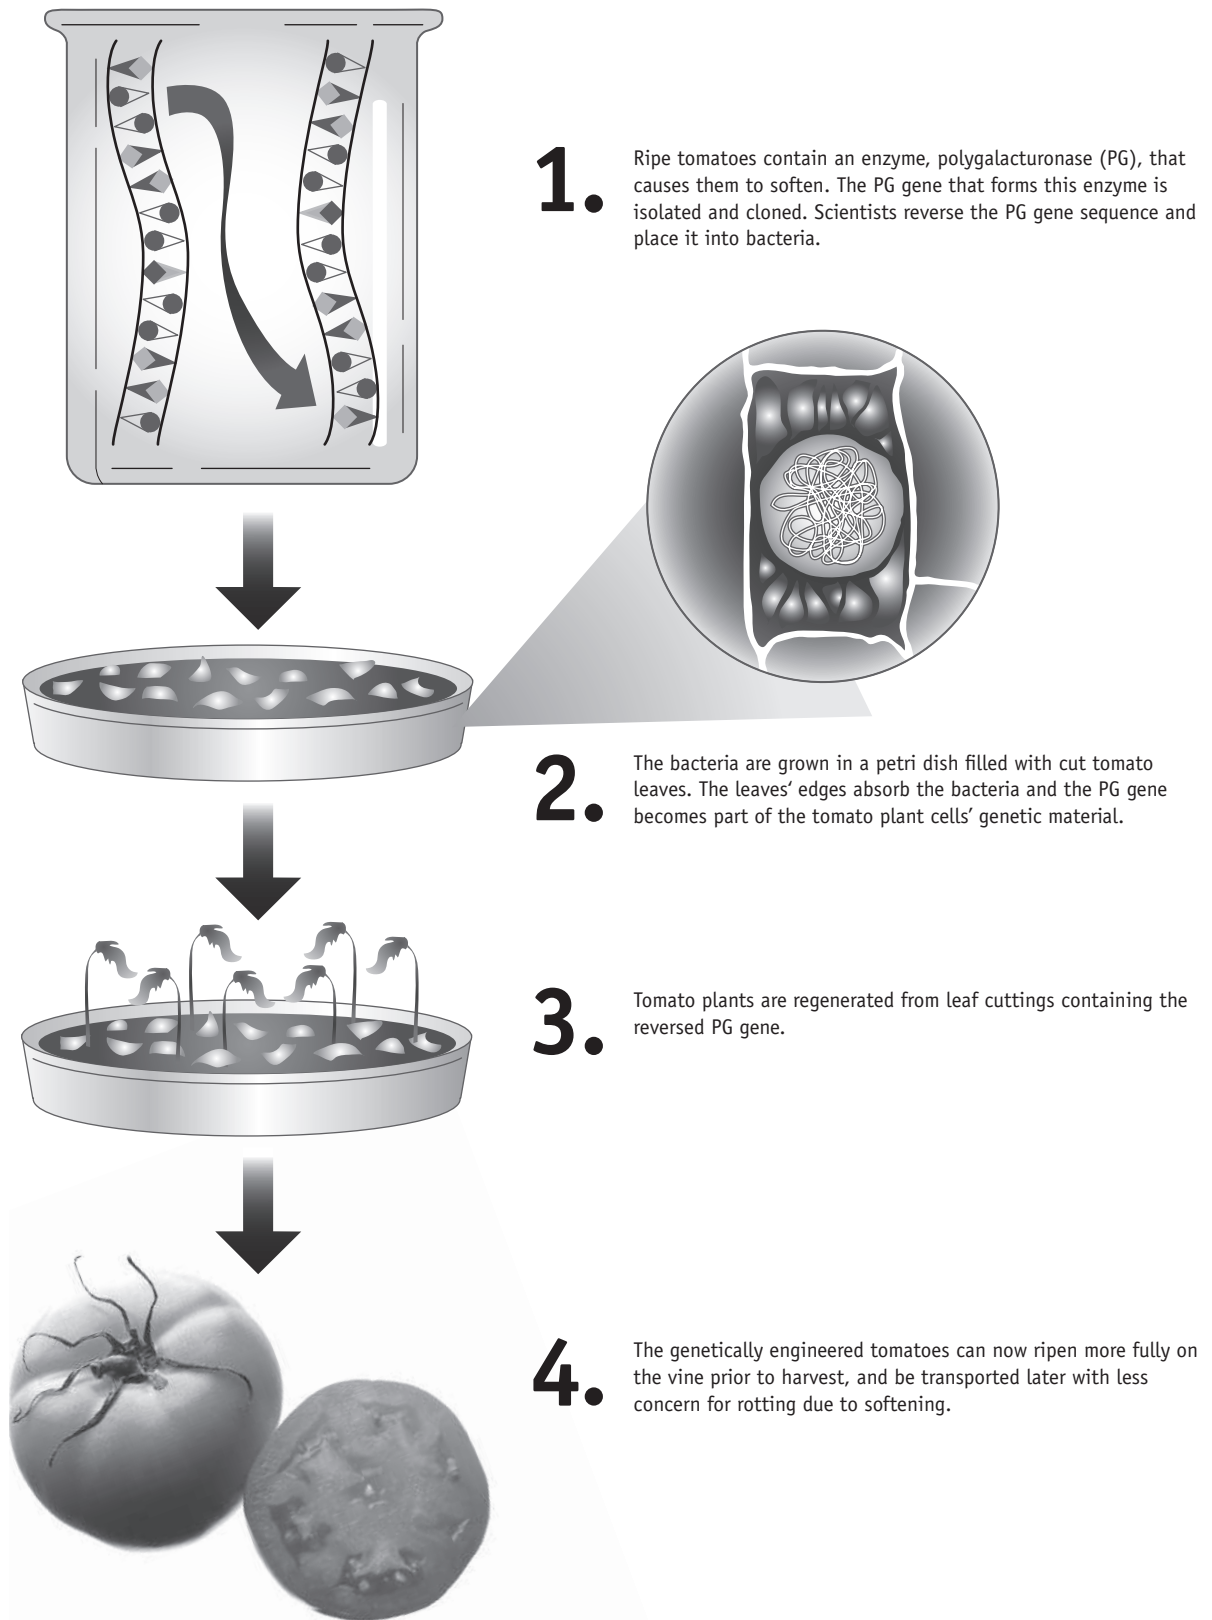 1.
Ripe tomatoes contain an enzyme, polygalacturonase (PG), that
causes them to soften. The PG gene that forms this enzyme is
isolated and cloned. Scientists reverse the PG gene sequence and
place it into bacteria.
2.
The bacteria are grown in a petri dish filled with cut tomato
leaves. The leaves‘ edges absorb the bacteria and the PG gene
becomes part of the tomato plant cells’ genetic material.
3.
Tomato plants are regenerated from leaf cuttings containing the
reversed PG gene.
4.
The genetically engineered tomatoes can now ripen more fully on
the vine prior to harvest, and be transported later with less
concern for rotting due to softening.